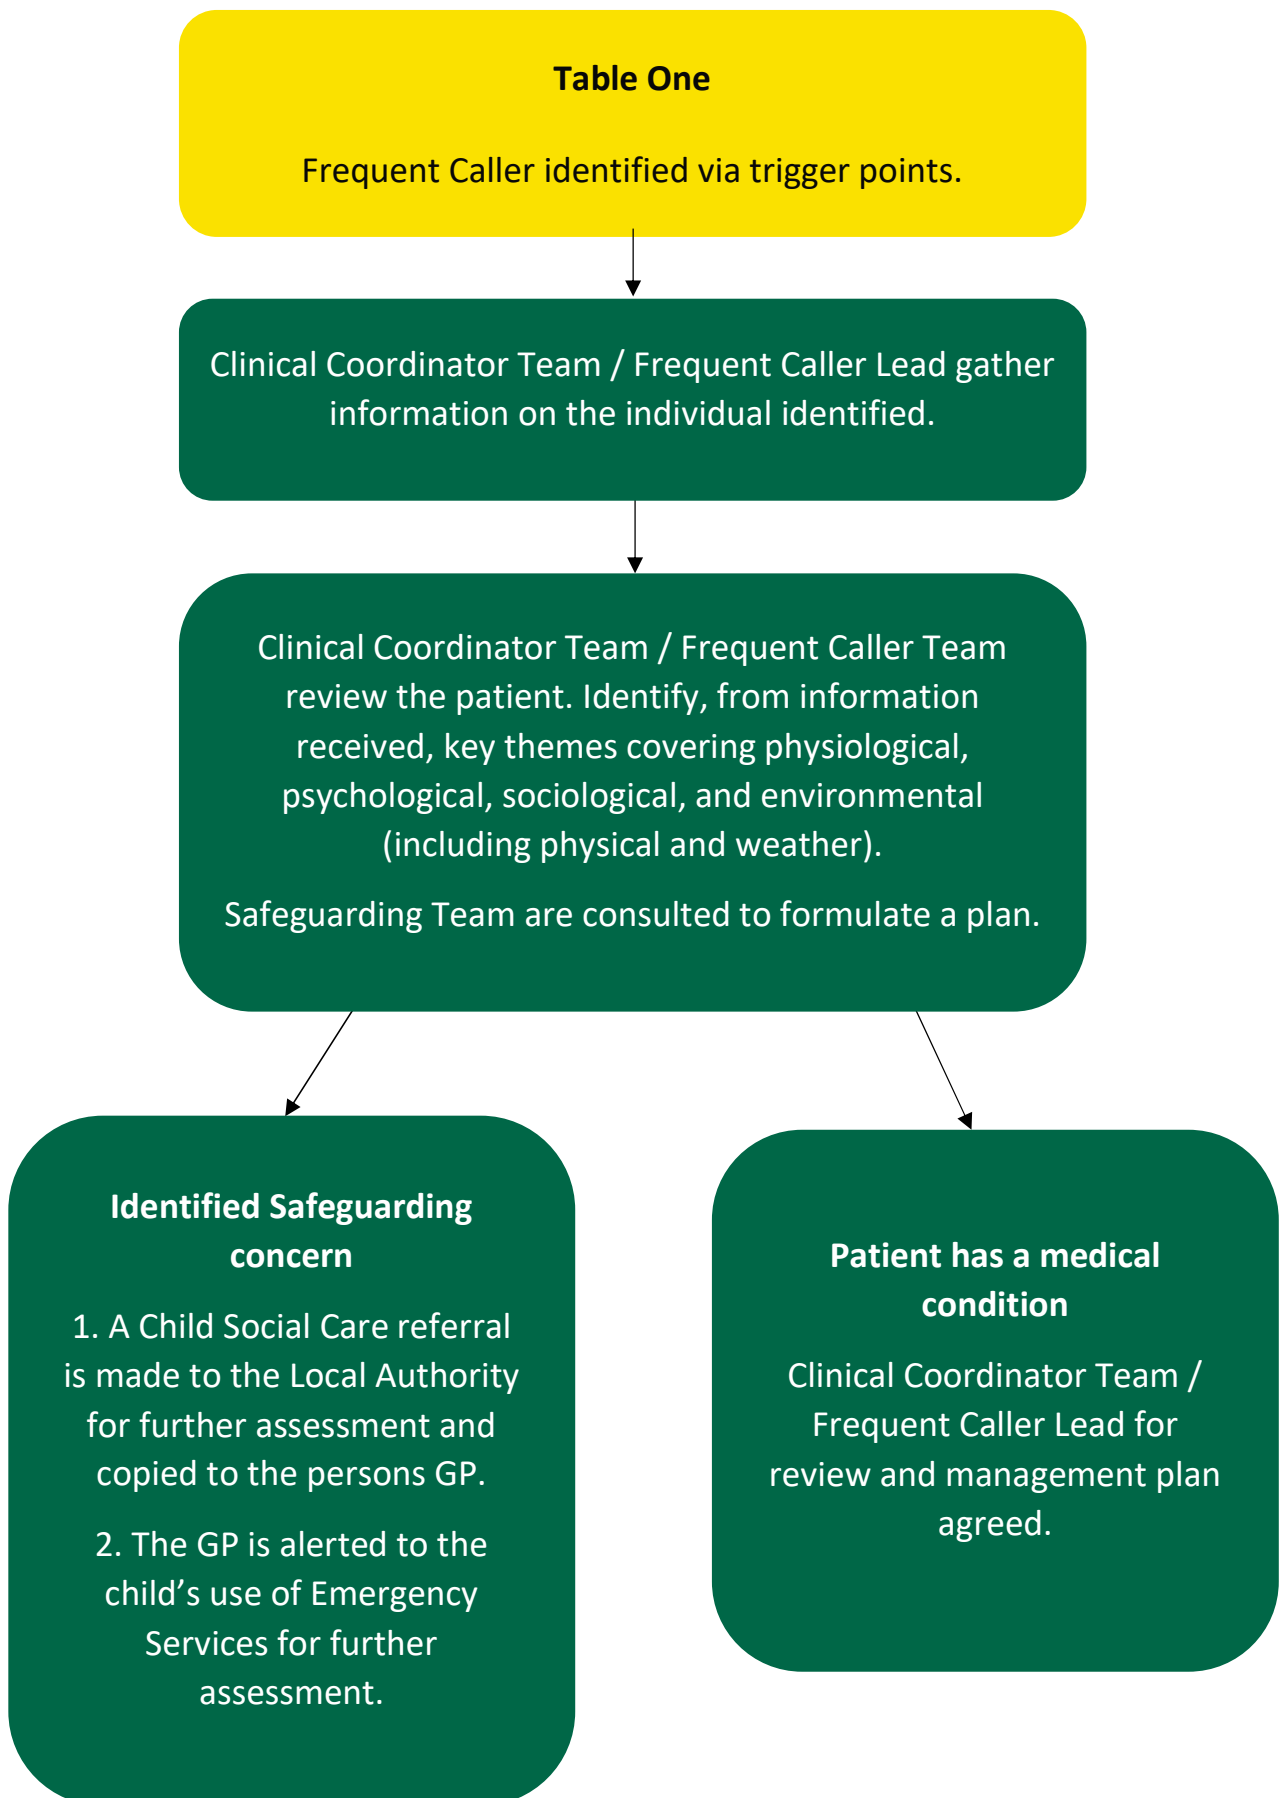 Table One
Frequent Caller identified via trigger points.
Clinical Coordinator Team / Frequent Caller Lead gather
information on the individual identified.
Clinical Coordinator Team / Frequent Caller Team
review the patient. Identify, from information
received, key themes covering physiological,
psychological, sociological, and environmental
(including physical and weather).
Safeguarding Team are consulted to formulate a plan.
Identified Safeguarding
concern
1. A Child Social Care referral
is made to the Local Authority
for further assessment and
copied to the persons GP.
2. The GP is alerted to the
child’s use of Emergency
Services for further
assessment.
Patient has a medical
condition
Clinical Coordinator Team /
Frequent Caller Lead for
review and management plan
agreed.